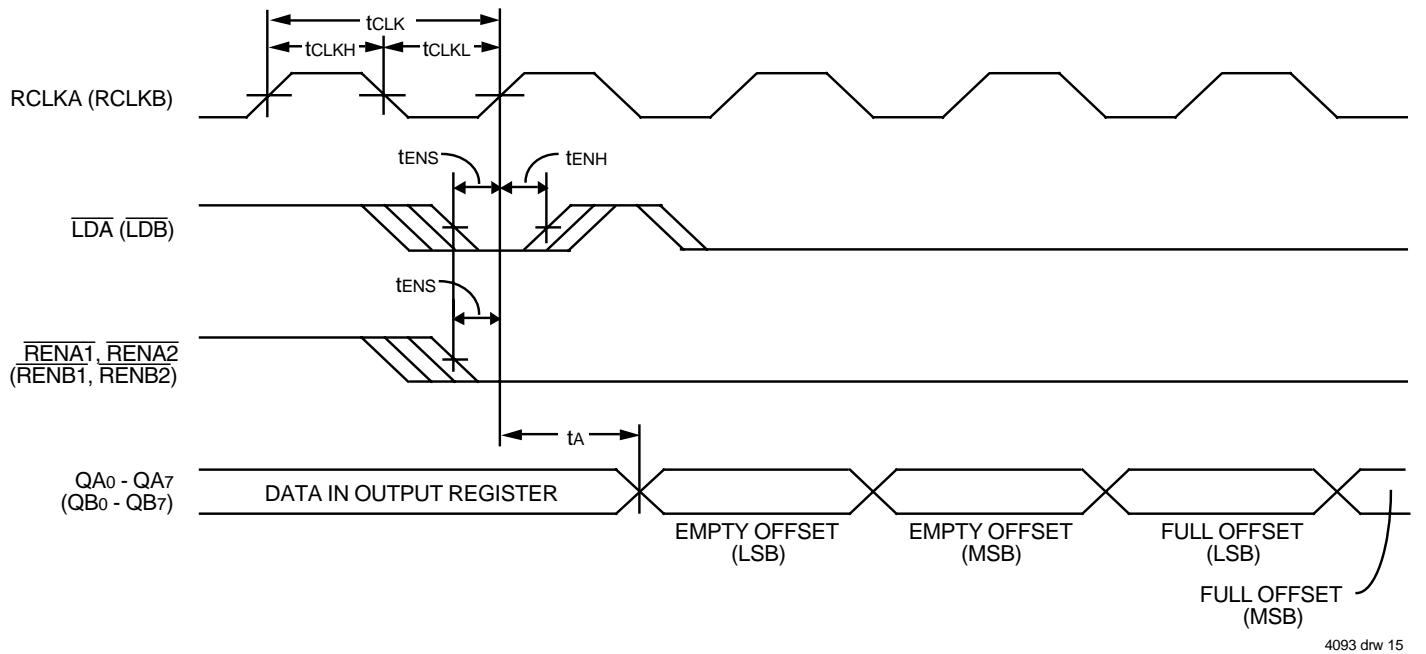 tCLK
tCLKH
tCLKL
RCLKA (RCLKB)
tENS
tENH
LDA (LDB)
tENS
RENA1, RENA2
(RENB1, RENB2)
tA
QA0 - QA7
(QB0 - QB7)
DATA IN OUTPUT REGISTER
EMPTY OFFSET
(LSB)
EMPTY OFFSET
(MSB)
FULL OFFSET
(LSB)
FULL OFFSET
(MSB)
4093 drw 15